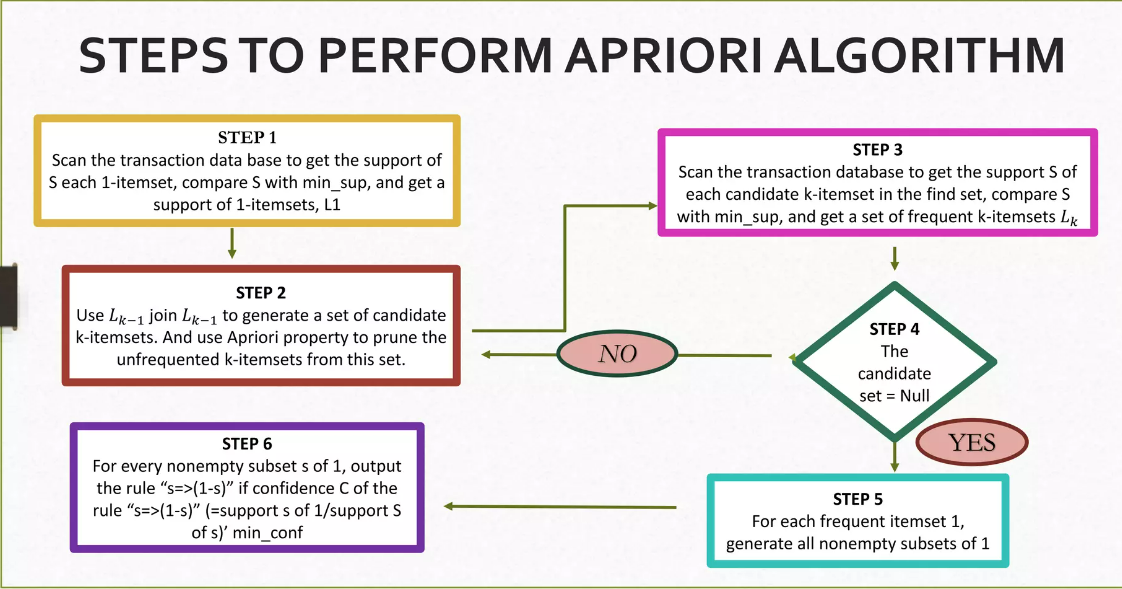 STEPS TO PERFORM APRIORI ALGORITHM
STEP 1
Scan the transaction data base to get the support of
S each 1-itemset, compare S with min_sup, and get a
support of 1-itemsets, L1
STEP 2
Use L_{k−1} join L_{k−1} to generate a set of candidate
k-itemsets. And use Apriori property to prune the
unfrequented k-itemsets from this set.
STEP 3
Scan the transaction database to get the support S of
each candidate k-itemset in the find set, compare S
with min_sup, and get a set of frequent k-itemsets L_k
STEP 4
The
candidate
set = Null
NO
YES
STEP 5
For each frequent itemset 1,
generate all nonempty subsets of 1
STEP 6
For every nonempty subset s of 1, output
the rule “s=>(1-s)” if confidence C of the
rule “s=>(1-s)” (=support s of 1/support S
of s)’ min_conf